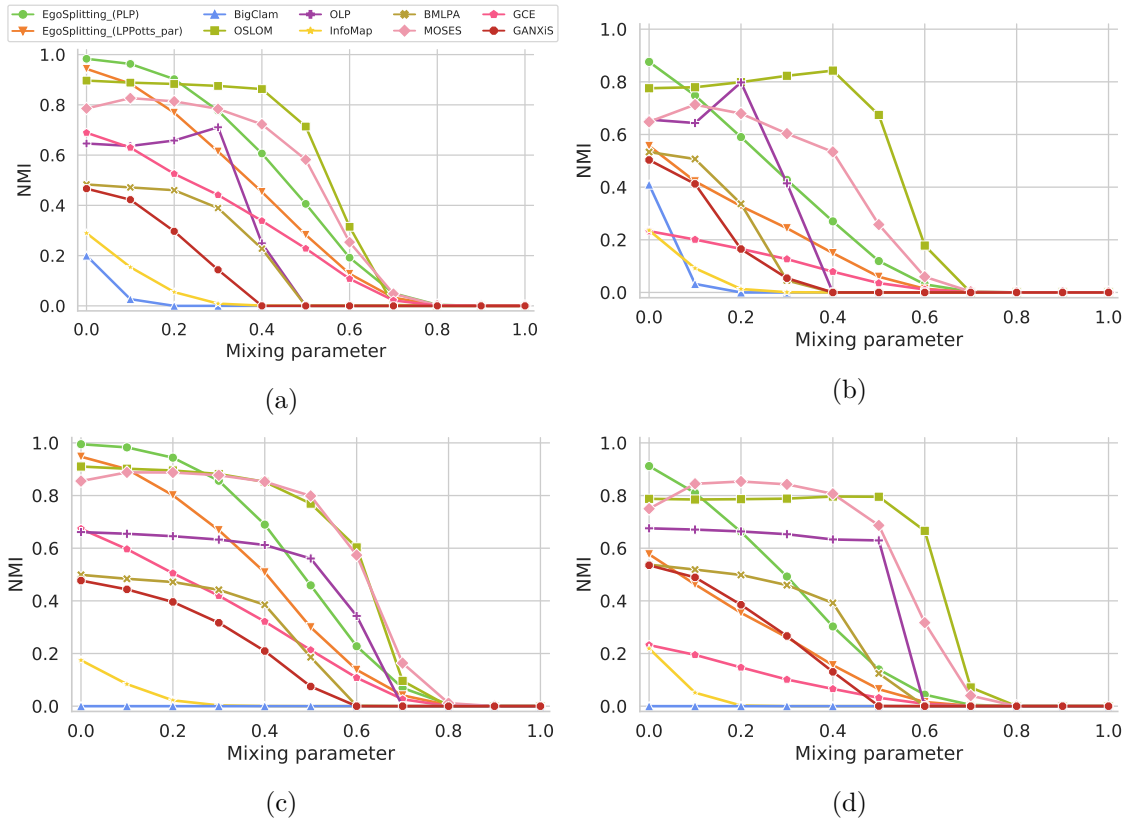 EgoSplitting_(PLP) BigClam OLP BMLPA GCE
EgoSplitting_(LPPotts_par) OSLOM InfoMap MOSES GANXiS
1.0
0.8
0.6
0.4
0.2
0.0
NMI
0.0 0.2 0.4 0.6 0.8 1.0
Mixing parameter
(a)
1.0
0.8
0.6
0.4
0.2
0.0
NMI
0.0 0.2 0.4 0.6 0.8 1.0
Mixing parameter
(b)
1.0
0.8
0.6
0.4
0.2
0.0
NMI
0.0 0.2 0.4 0.6 0.8 1.0
Mixing parameter
(c)
1.0
0.8
0.6
0.4
0.2
0.0
NMI
0.0 0.2 0.4 0.6 0.8 1.0
Mixing parameter
(d)